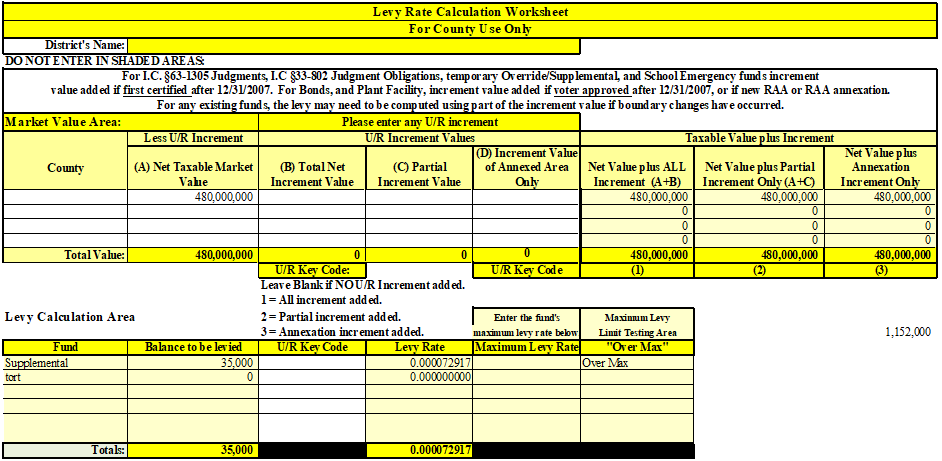 Levy Rate Calculation Worksheet
For County Use Only
District's Name:
DO NOT ENTER IN SHADED AREAS:
For I.C. §63-1305 Judgments, I.C §33-802 Judgment Obligations, temporary Override/Supplemental, and School Emergency funds increment
value added if first certified after 12/31/2007. For Bonds, and Plant Facility, increment value added if voter approved after 12/31/2007, or if new RAA or RAA annexation.
For any existing funds, the levy may need to be computed using part of the increment value if boundary changes have occurred.
Market Value Area: Please enter any U/R increment
Less U/R Increment U/R Increment Values Taxable Value plus Increment
County (A) Net Taxable Market Value (B) Total Net Increment Value (C) Partial Increment Value (D) Increment Value of Annexed Area Only Net Value plus ALL Increment (A+B) Net Value plus Partial Increment Only (A+C) Net Value plus Annexation Increment Only
480,000,000 480,000,000 480,000,000 480,000,000
0 0 0
0 0 0
0 0 0
Total Value: 480,000,000 0 0 0 480,000,000 480,000,000 480,000,000
U/R Key Code: U/R Key Code (1) (2) (3)
Leave Blank if NO U/R Increment added.
1 = All increment added.
Levy Calculation Area 2 = Partial increment added. Enter the fund's Maximum Levy
3 = Annexation increment added. maximum levy rate below Limit Testing Area 1,152,000
Fund Balance to be levied U/R Key Code Levy Rate Maximum Levy Rate "Over Max"
Supplemental 35,000 0.000072917 Over Max
tort 0 0.000000000
Totals: 35,000 0.000072917